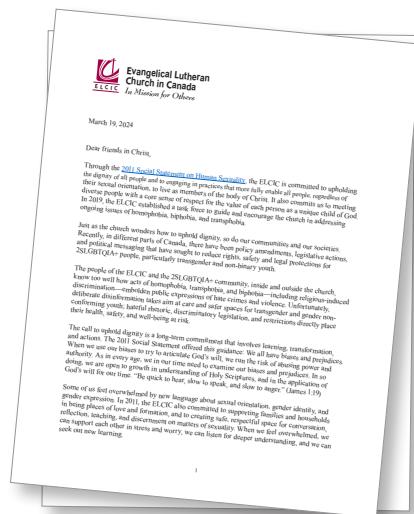 ELCIC
Evangelical Lutheran
Church in Canada
In Mission for Others
March 19, 2024
Dear friends in Christ,
Through the 2011 Social Statement on Human Sexuality, the ELCIC is committed to upholding
the dignity of all people and to engaging in practices that more fully enable all people, regardless of
their sexual orientation, to live as members of the body of Christ. It also commits us to meeting
diverse people with a core sense of respect for the value of each person as a unique child of God.
In 2019, the ELCIC established a task force to guide and encourage the church in addressing
ongoing issues of homophobia, biphobia, and transphobia.
Just as the church wonders how to uphold dignity, so do our communities and our societies.
Recently, in different parts of Canada, there have been policy amendments, legislative actions,
and political messaging that have sought to reduce rights, safety and legal protections for
2SLGBTQIA+ people, particularly transgender and non-binary youth.
The people of the ELCIC and the 2SLGBTQIA+ community, inside and outside the church,
know too well how acts of homophobia, transphobia, and biphobia—including religious-induced
discrimination—embolden public expressions of hate crimes and violence. Unfortunately,
deliberate disinformation takes aim at care and safer spaces for transgender and gender non-
conforming youth; hateful rhetoric, discriminatory legislation, and restrictions directly place
their health, safety, and well-being at risk.
The call to uphold dignity is a long-term commitment that involves learning, transformation,
and actions. The 2011 Social Statement offered this guidance: We all have biases and prejudices.
When we use our biases to try to articulate God's will, we run the risk of abusing power and
authority. As in every age, we in our time need to examine our biases and prejudices. In so
doing, we are open to growth in understanding of Holy Scriptures, and in the application of
God's will for our time. "Be quick to hear, slow to speak, and slow to anger." (James 1:19)
Some of us feel overwhelmed by new language about sexual orientation, gender identity, and
gender expression. In 2011, the ELCIC also committed to supporting families and households
in being places of love and formation, and to creating safe, respectful space for conversation,
reflection, teaching, and discernment on matters of sexuality. When we feel overwhelmed, we
can support each other in stress and worry, we can listen for deeper understanding, and we can
seek out new learning.
1